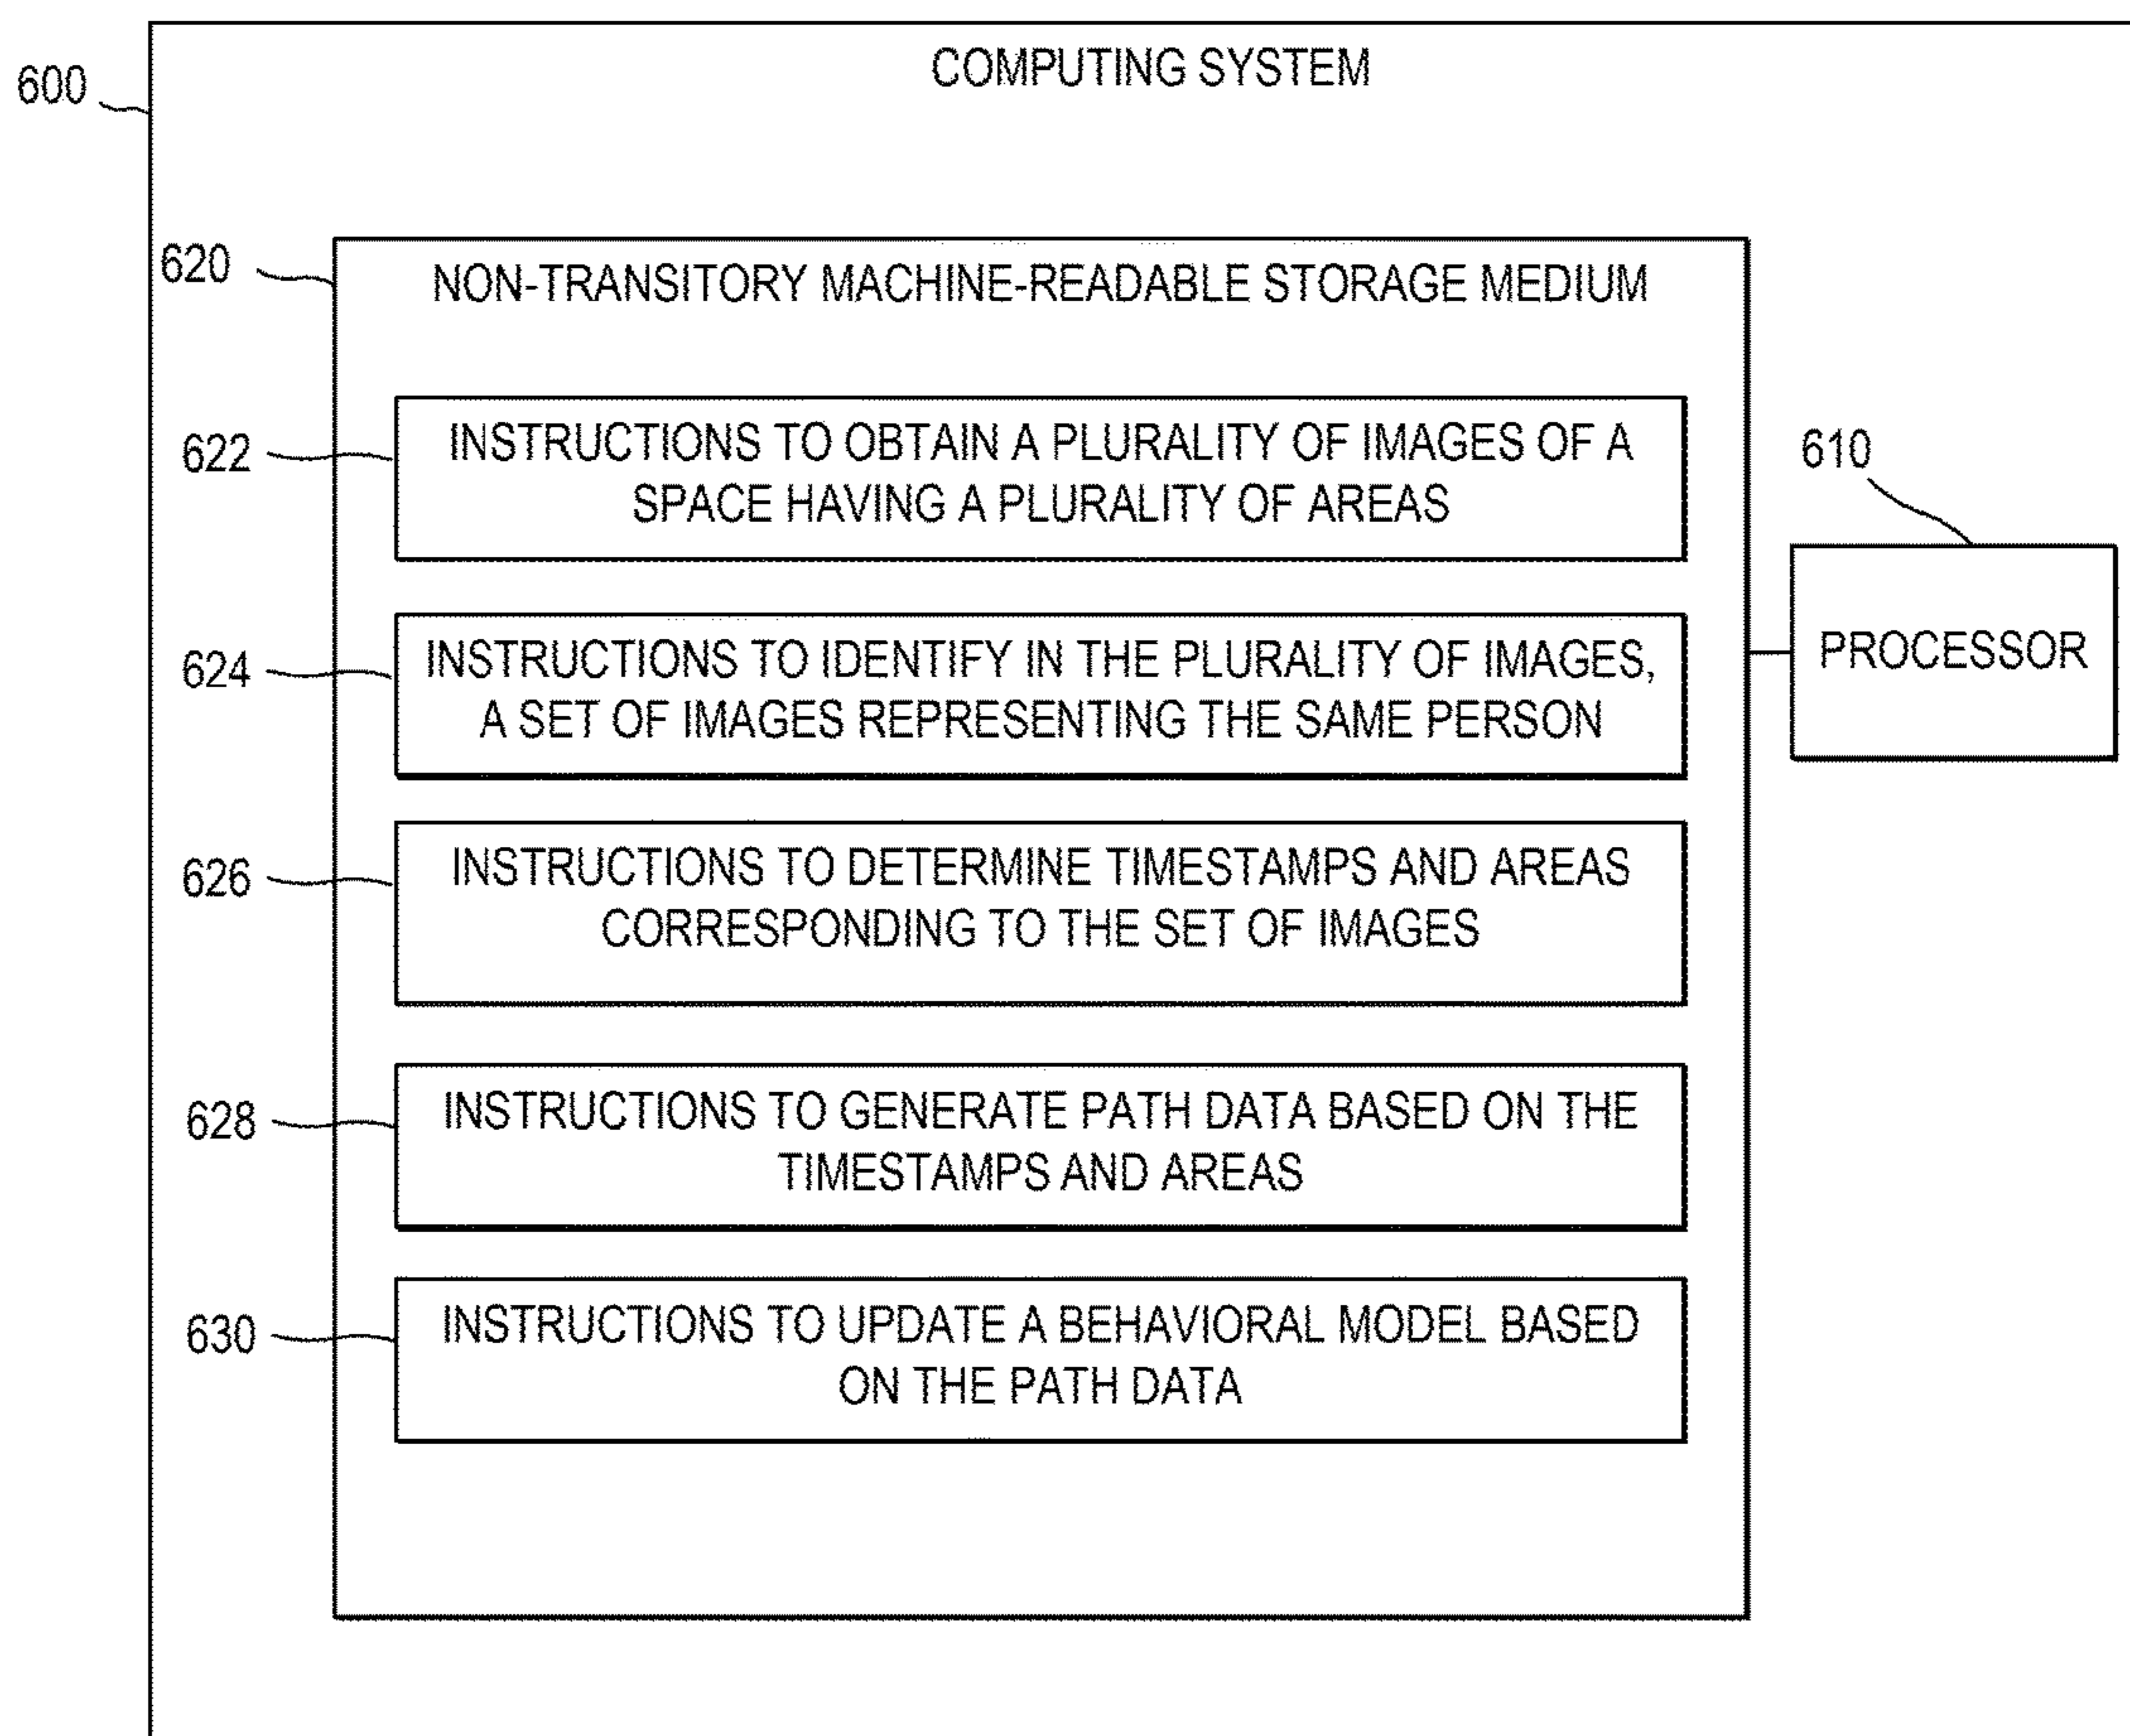 COMPUTING SYSTEM
600
620
NON-TRANSITORY MACHINE-READABLE STORAGE MEDIUM
622
INSTRUCTIONS TO OBTAIN A PLURALITY OF IMAGES OF A
SPACE HAVING A PLURALITY OF AREAS
610
PROCESSOR
624
INSTRUCTIONS TO IDENTIFY IN THE PLURALITY OF IMAGES,
A SET OF IMAGES REPRESENTING THE SAME PERSON
626
INSTRUCTIONS TO DETERMINE TIMESTAMPS AND AREAS
CORRESPONDING TO THE SET OF IMAGES
628
INSTRUCTIONS TO GENERATE PATH DATA BASED ON THE
TIMESTAMPS AND AREAS
630
INSTRUCTIONS TO UPDATE A BEHAVIORAL MODEL BASED
ON THE PATH DATA